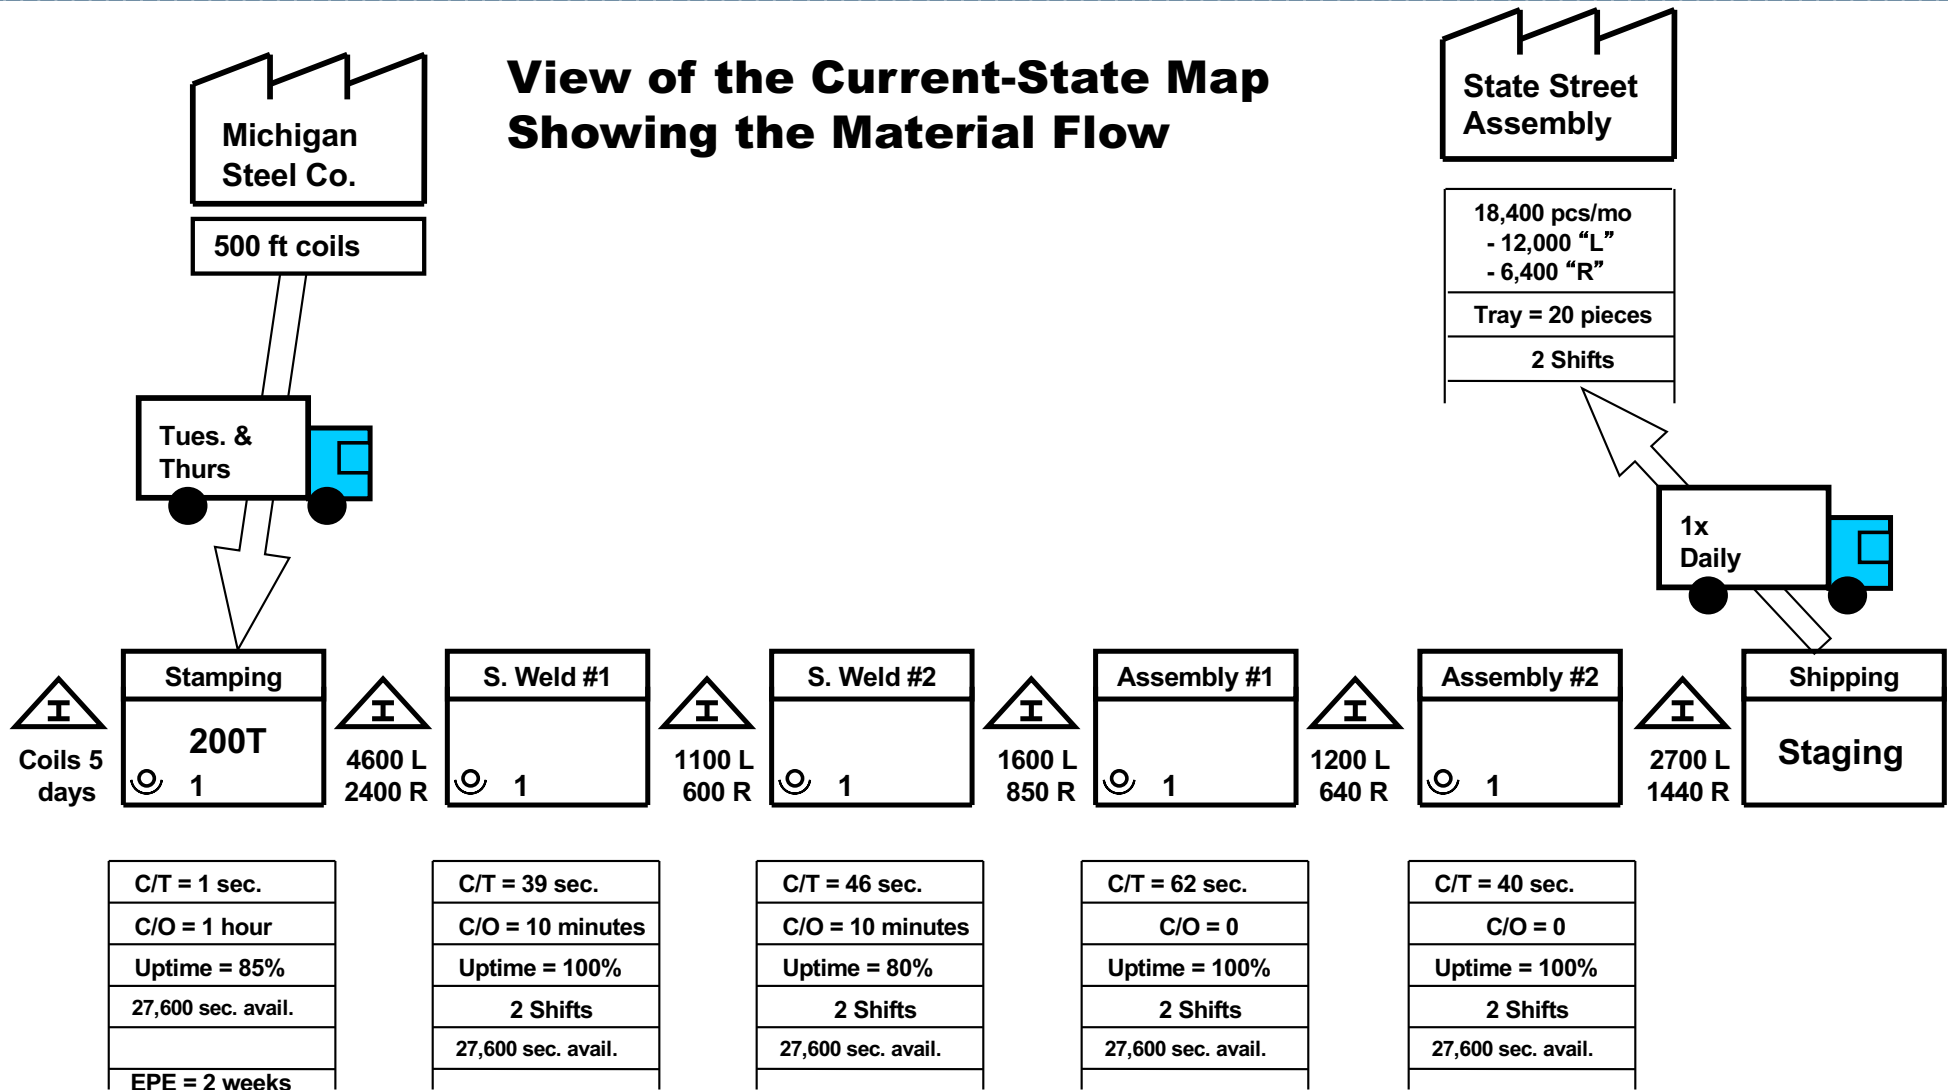 View of the Current-State Map
Showing the Material Flow
Michigan
Steel Co.
500 ft coils
Tues. &
Thurs
State Street
Assembly
18,400 pcs/mo
- 12,000 “L”
- 6,400 “R”
Tray = 20 pieces
2 Shifts
1x
Daily
I
Coils 5
days
Stamping
200T
1
I
4600 L
2400 R
S. Weld #1
1
I
1100 L
600 R
S. Weld #2
1
I
1600 L
850 R
Assembly #1
1
I
1200 L
640 R
Assembly #2
1
I
2700 L
1440 R
Shipping
Staging
C/T = 1 sec.
C/O = 1 hour
Uptime = 85%
27,600 sec. avail.
EPE = 2 weeks
C/T = 39 sec.
C/O = 10 minutes
Uptime = 100%
2 Shifts
27,600 sec. avail.
C/T = 46 sec.
C/O = 10 minutes
Uptime = 80%
2 Shifts
27,600 sec. avail.
C/T = 62 sec.
C/O = 0
Uptime = 100%
2 Shifts
27,600 sec. avail.
C/T = 40 sec.
C/O = 0
Uptime = 100%
2 Shifts
27,600 sec. avail.